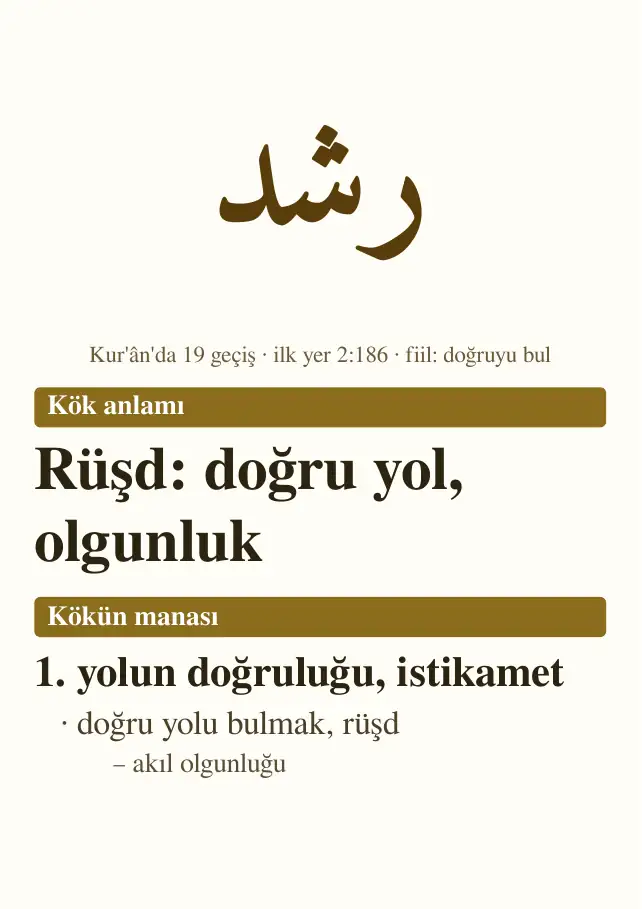 رشد
Kur'ân'da 19 geçiş · ilk yer 2:186 · fiil: doğruyu bul
Kök anlamı
Rüşd: doğru yol,
olgunluk
Kökün manası
1. yolun doğruluğu, istikamet
· doğru yolu bulmak, rüşd
– akıl olgunluğu